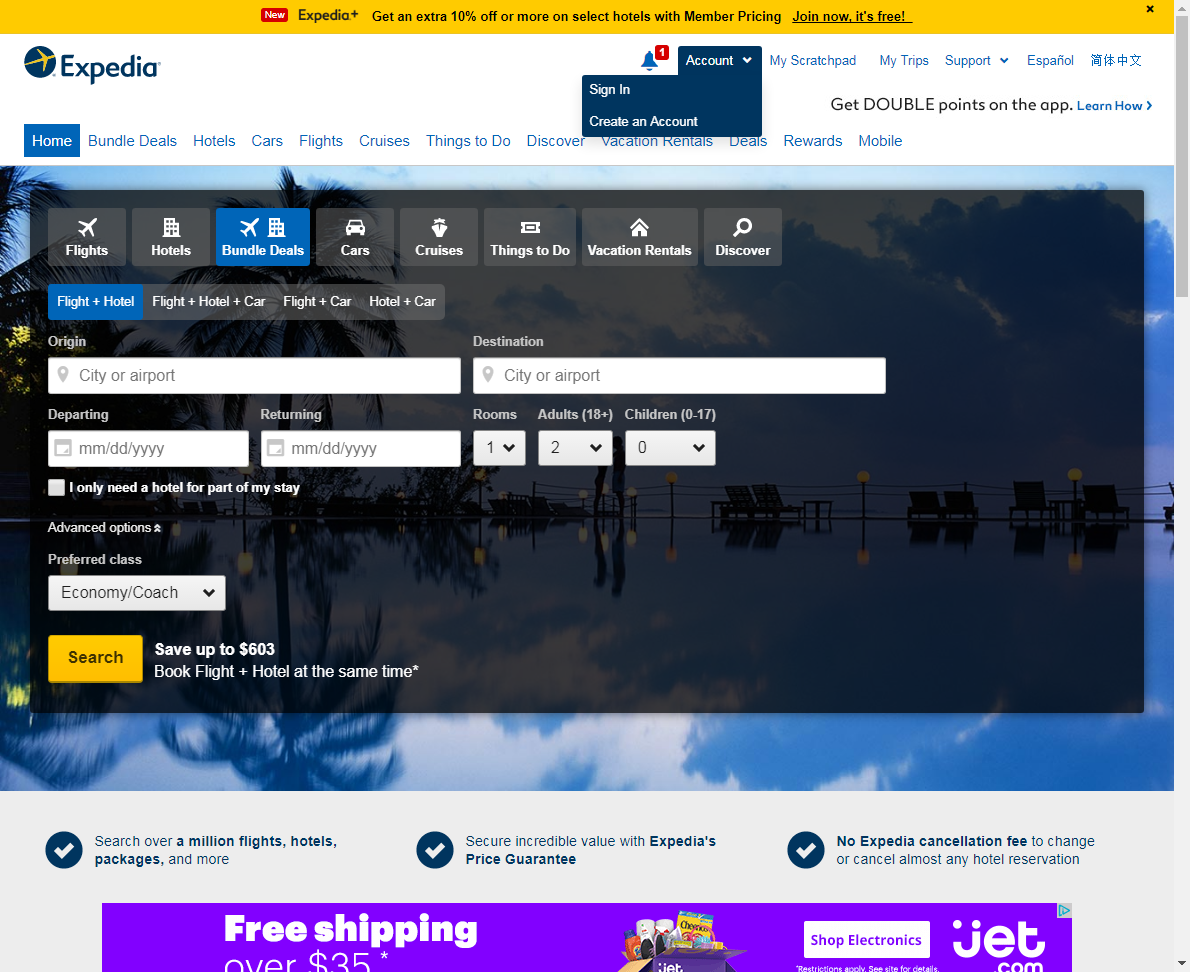 New Expedia+ Get an extra 10% off or more on select hotels with Member Pricing Join now, it's free!
Expedia
1
Account
My Scratchpad
My Trips
Support
Español
简体中文
Sign In
Create an Account
Get DOUBLE points on the app. Learn How
Home
Bundle Deals
Hotels
Cars
Flights
Cruises
Things to Do
Discover
Vacation Rentals
Deals
Rewards
Mobile
Flights
Hotels
Bundle Deals
Cars
Cruises
Things to Do
Vacation Rentals
Discover
Flight + Hotel
Flight + Hotel + Car
Flight + Car
Hotel + Car
Origin
Destination
City or airport
City or airport
Departing
Returning
Rooms
Adults (18+)
Children (0-17)
mm/dd/yyyy
mm/dd/yyyy
1
2
0
I only need a hotel for part of my stay
Advanced options
Preferred class
Economy/Coach
Search
Save up to $603
Book Flight + Hotel at the same time*
Search over a million flights, hotels,
packages, and more
Secure incredible value with Expedia's
Price Guarantee
No Expedia cancellation fee to change
or cancel almost any hotel reservation
Free shipping
over $35*
Cheerios
jet
Shop Electronics
*Restrictions apply. See site for details.
jet
.com